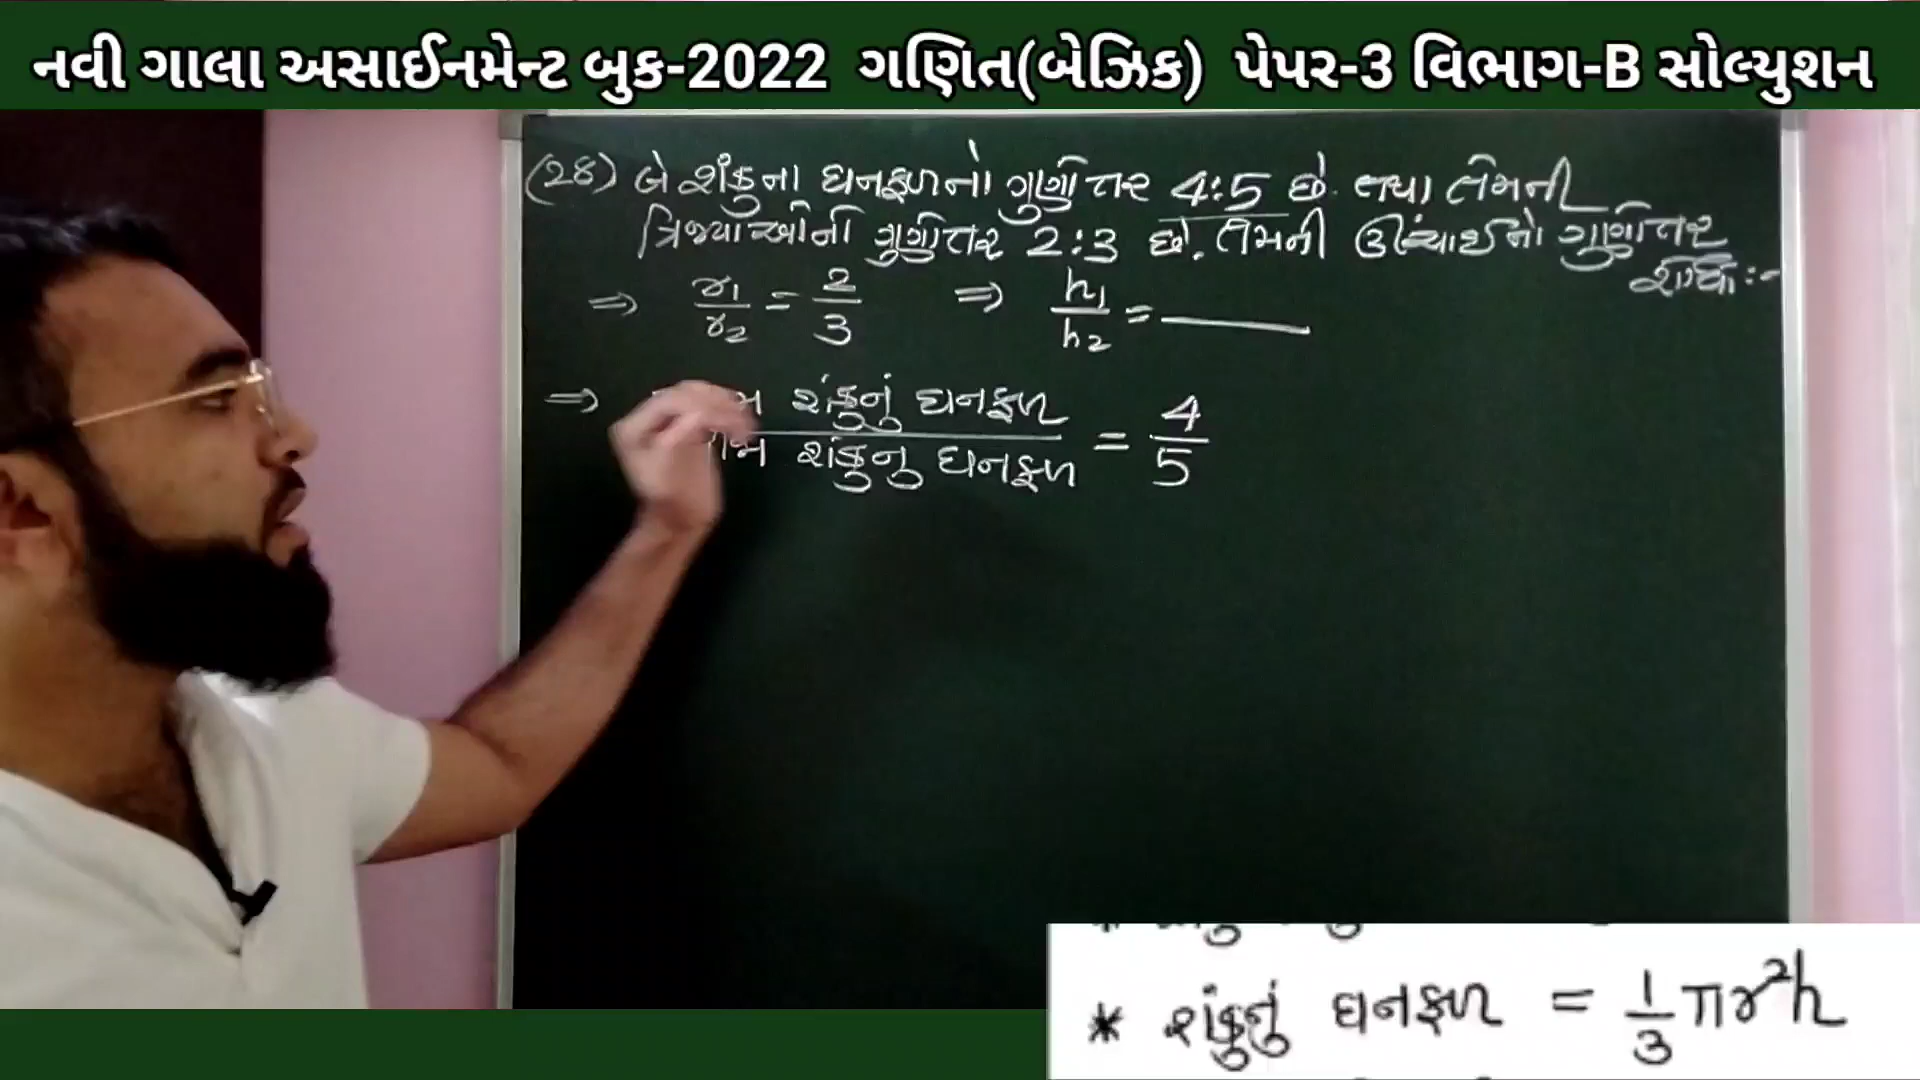 નવી ગાલા અસાઈનમેન્ટ બુક-2022 ગણિત(બેઝિક) પેપર-3 વિભાગ-B સોલ્યુશન
(28) બે શંકુના ઘનફળનો ગુણોત્તર 4:5 છે. તથા તેમની
ત્રિજ્યાઓની ગુણોત્તર 2:3 છે. તેમની ઊંચાઈનો ગુણોત્તર
શોધો:-
⇒ r₁/r₂ = 2/3 ⇒ h₁/h₂ = ———
⇒ શંકુનું ઘનફળ / શંકુનુ ઘનફળ = 4/5
* શંકુનું ઘનફળ = 1/3 πr²h